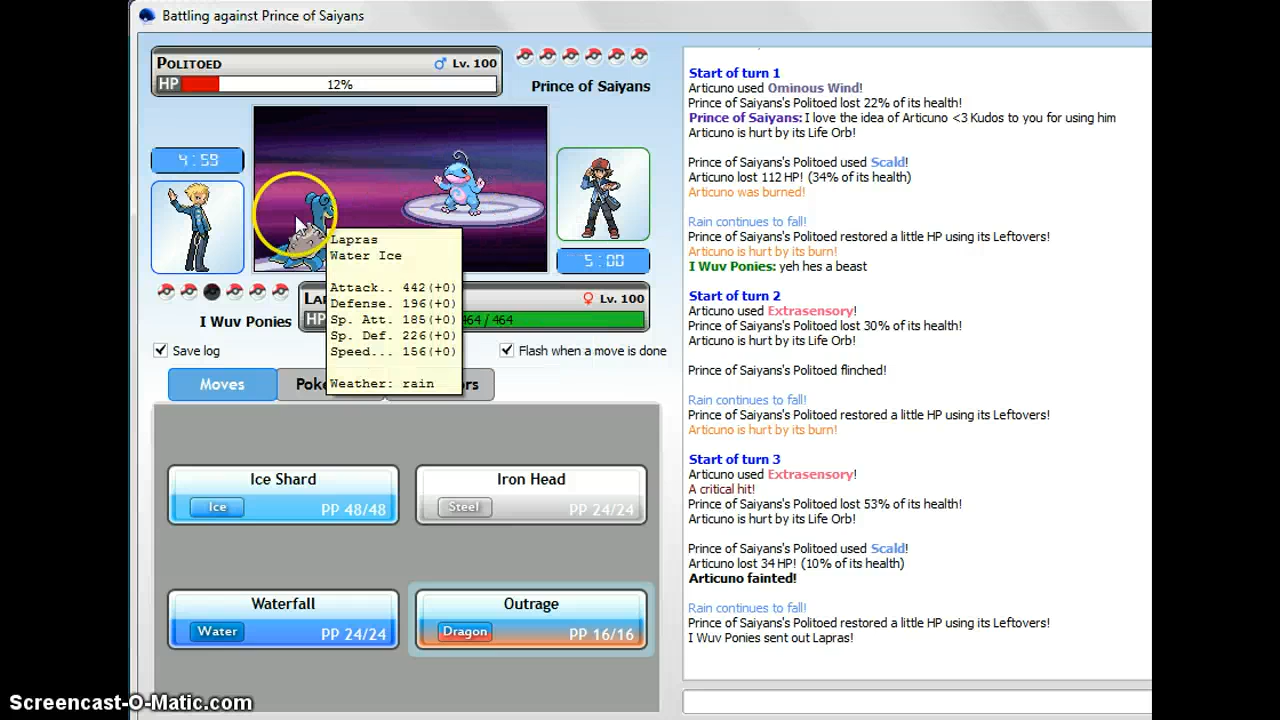 Battling against Prince of Saiyans
POLITOED ♂ Lv. 100
HP 12%
Prince of Saiyans
4:59
5:00
Lapras
Water Ice
Attack.. 442(+0)
Defense. 196(+0)
Sp. Att. 185(+0)
Sp. Def. 226(+0)
Speed... 156(+0)
Weather: rain
I Wuv Ponies
♀ Lv. 100
HP 464 / 464
Save log
Flash when a move is done
Moves
Ice Shard
Ice PP 48/48
Iron Head
Steel PP 24/24
Waterfall
Water PP 24/24
Outrage
Dragon PP 16/16
Start of turn 1
Articuno used Ominous Wind!
Prince of Saiyans's Politoed lost 22% of its health!
Prince of Saiyans: I love the idea of Articuno <3 Kudos to you for using him
Articuno is hurt by its Life Orb!
Prince of Saiyans's Politoed used Scald!
Articuno lost 112 HP! (34% of its health)
Articuno was burned!
Rain continues to fall!
Prince of Saiyans's Politoed restored a little HP using its Leftovers!
Articuno is hurt by its burn!
I Wuv Ponies: yeh hes a beast
Start of turn 2
Articuno used Extrasensory!
Prince of Saiyans's Politoed lost 30% of its health!
Articuno is hurt by its Life Orb!
Prince of Saiyans's Politoed flinched!
Rain continues to fall!
Prince of Saiyans's Politoed restored a little HP using its Leftovers!
Articuno is hurt by its burn!
Start of turn 3
Articuno used Extrasensory!
A critical hit!
Prince of Saiyans's Politoed lost 53% of its health!
Articuno is hurt by its Life Orb!
Prince of Saiyans's Politoed used Scald!
Articuno lost 34 HP! (10% of its health)
Articuno fainted!
Rain continues to fall!
Prince of Saiyans's Politoed restored a little HP using its Leftovers!
I Wuv Ponies sent out Lapras!
Screencast-O-Matic.com